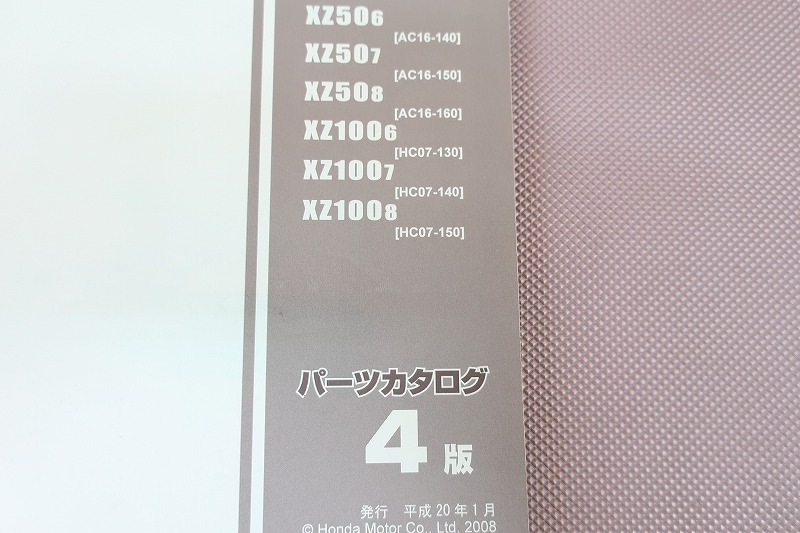 XZ506
[AC16-140]
XZ507
[AC16-150]
XZ508
[AC16-160]
XZ1006
[HC07-130]
XZ1007
[HC07-140]
XZ1008
[HC07-150]
パーツカタログ
4版
発行 平成20年1月
© Honda Motor Co., Ltd. 2008